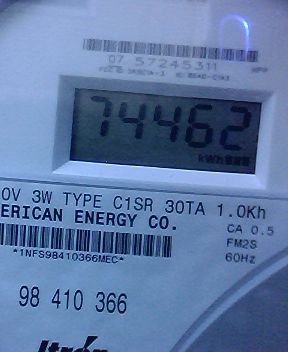 07 57245311
74462
kWh
0V 3W TYPE C1SR 30TA 1.0Kh
ERICAN ENERGY CO.
CA 0.5
FM2S
60Hz
*1NFS98410366MEC*
98 410 366
Itrón